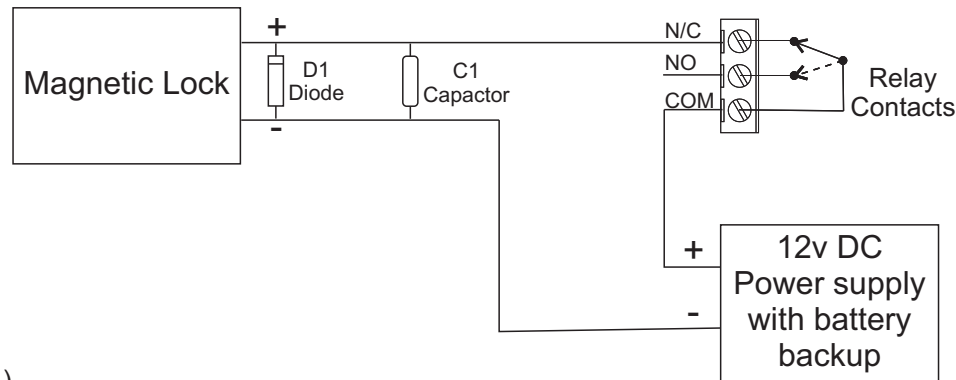 +
N/C
Magnetic Lock
D1
Diode
C1
Capactor
NO
COM
Relay
Contacts
-
+
12v DC
Power supply
-
with battery
backup
)